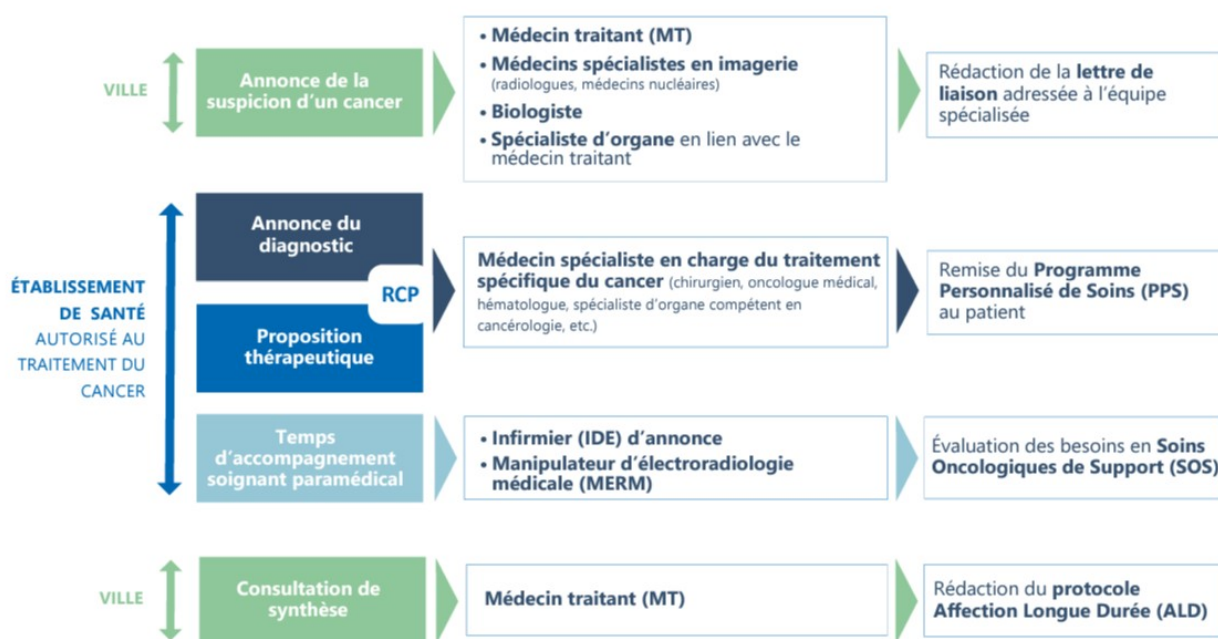 VILLE
Annonce de la
suspicion d'un cancer
• Médecin traitant (MT)
• Médecins spécialistes en imagerie
(radiologues, médecins nucléaires)
• Biologiste
• Spécialiste d'organe en lien avec le
médecin traitant
Rédaction de la lettre de
liaison adressée à l'équipe
spécialisée
ÉTABLISSEMENT
DE SANTÉ
AUTORISÉ AU
TRAITEMENT DU
CANCER
Annonce du
diagnostic
RCP
Proposition
thérapeutique
Médecin spécialiste en charge du traitement
spécifique du cancer (chirurgien, oncologue médical,
hématologue, spécialiste d'organe compétent en
cancérologie, etc.)
Remise du Programme
Personnalisé de Soins (PPS)
au patient
Temps
d'accompagnement
soignant paramédical
• Infirmier (IDE) d'annonce
• Manipulateur d'électroradiologie
médicale (MERM)
Évaluation des besoins en Soins
Oncologiques de Support (SOS)
VILLE
Consultation de
synthèse
Médecin traitant (MT)
Rédaction du protocole
Affection Longue Durée (ALD)